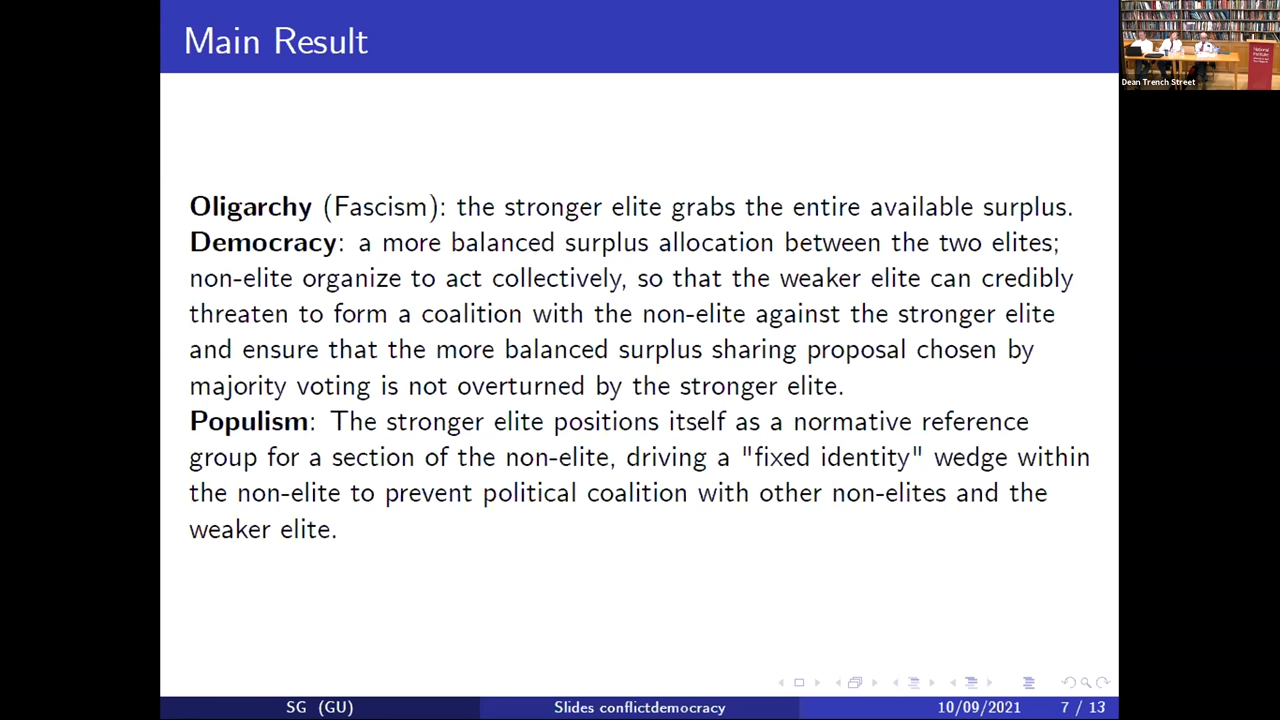 Main Result
Dean Trench Street
Oligarchy (Fascism): the stronger elite grabs the entire available surplus.
Democracy: a more balanced surplus allocation between the two elites;
non-elite organize to act collectively, so that the weaker elite can credibly
threaten to form a coalition with the non-elite against the stronger elite
and ensure that the more balanced surplus sharing proposal chosen by
majority voting is not overturned by the stronger elite.
Populism: The stronger elite positions itself as a normative reference
group for a section of the non-elite, driving a "fixed identity" wedge within
the non-elite to prevent political coalition with other non-elites and the
weaker elite.
SG (GU) Slides conflictdemocracy 10/09/2021 7 / 13